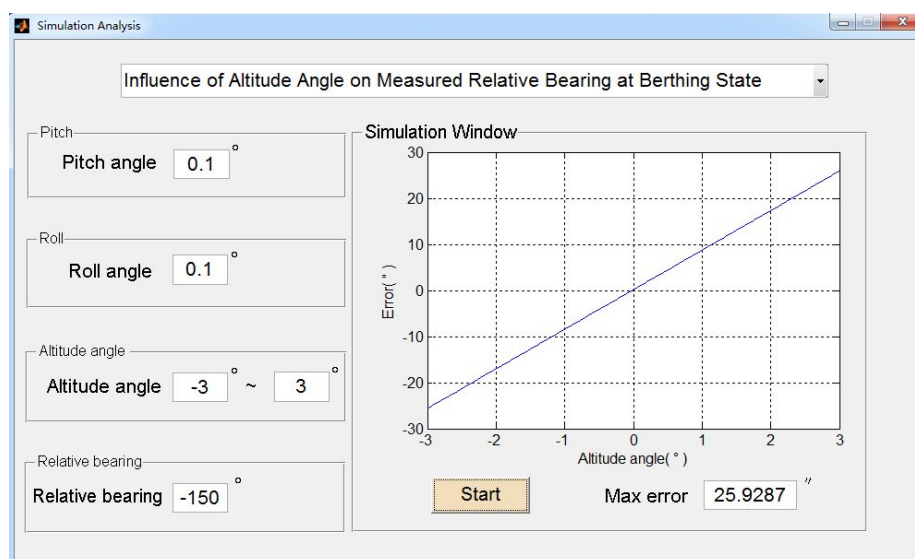 Simulation Analysis
Influence of Altitude Angle on Measured Relative Bearing at Berthing State
Pitch
Pitch angle 0.1 °
Roll
Roll angle 0.1 °
Altitude angle
Altitude angle -3 ° ~ 3 °
Relative bearing
Relative bearing -150 °
Simulation Window
30
20
10
0
-10
-20
-30
Error( " )
-3 -2 -1 0 1 2 3
Altitude angle( ° )
Start Max error 25.9287 "